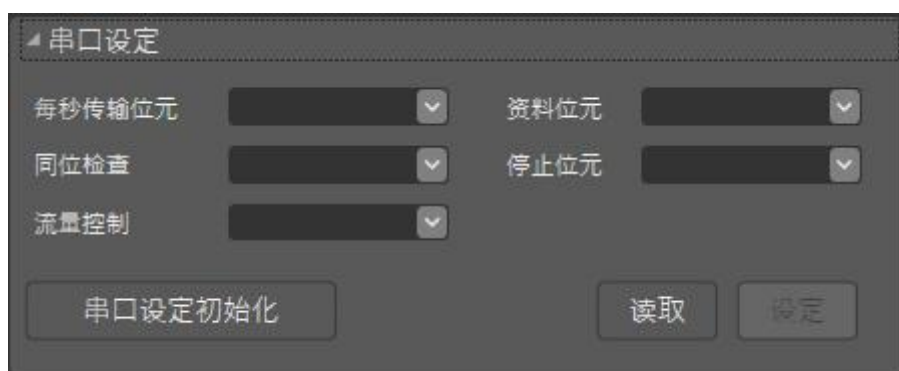 串口设定
每秒传输位元 资料位元
同位检查 停止位元
流量控制
串口设定初始化 读取 设定